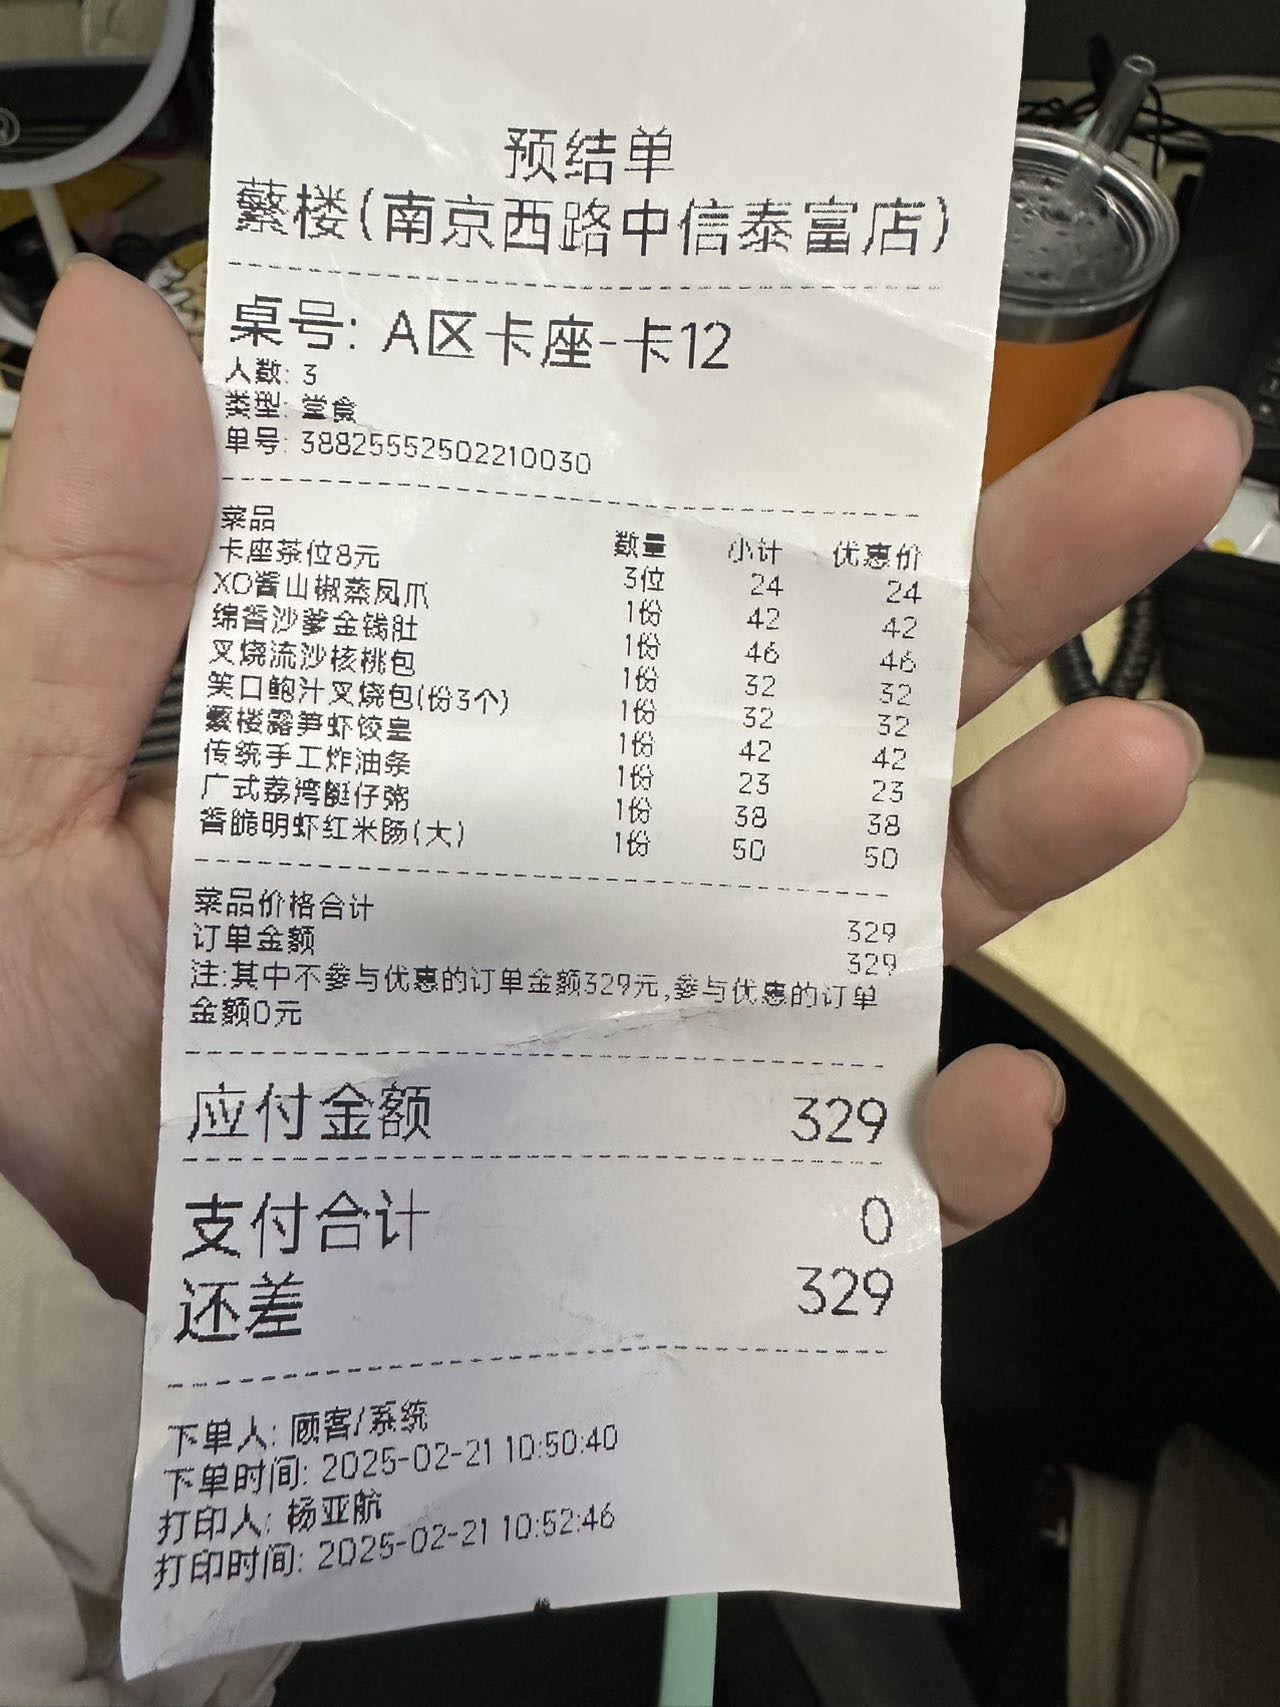 预结单
蘩楼(南京西路中信泰富店)
桌号: A区卡座-卡12
人数: 3
类型: 堂食
单号: 38825552502210030
菜品 数量 小计 优惠价
卡座茶位8元 3位 24 24
XO酱山椒蒸凤爪 1份 42 42
绵香沙爹金钱肚 1份 46 46
叉烧流沙核桃包 1份 32 32
笑口鲍汁叉烧包(份3个) 1份 32 32
蘩楼露笋虾饺皇 1份 42 42
传统手工炸油条 1份 23 23
广式荔湾艇仔粥 1份 38 38
香脆明虾红米肠(大) 1份 50 50
菜品价格合计 329
订单金额 329
注:其中不参与优惠的订单金额329元,参与优惠的订单
金额0元
应付金额 329
支付合计 0
还差 329
下单人: 顾客/系统
下单时间: 2025-02-21 10:50:40
打印人: 杨亚航
打印时间: 2025-02-21 10:52:46